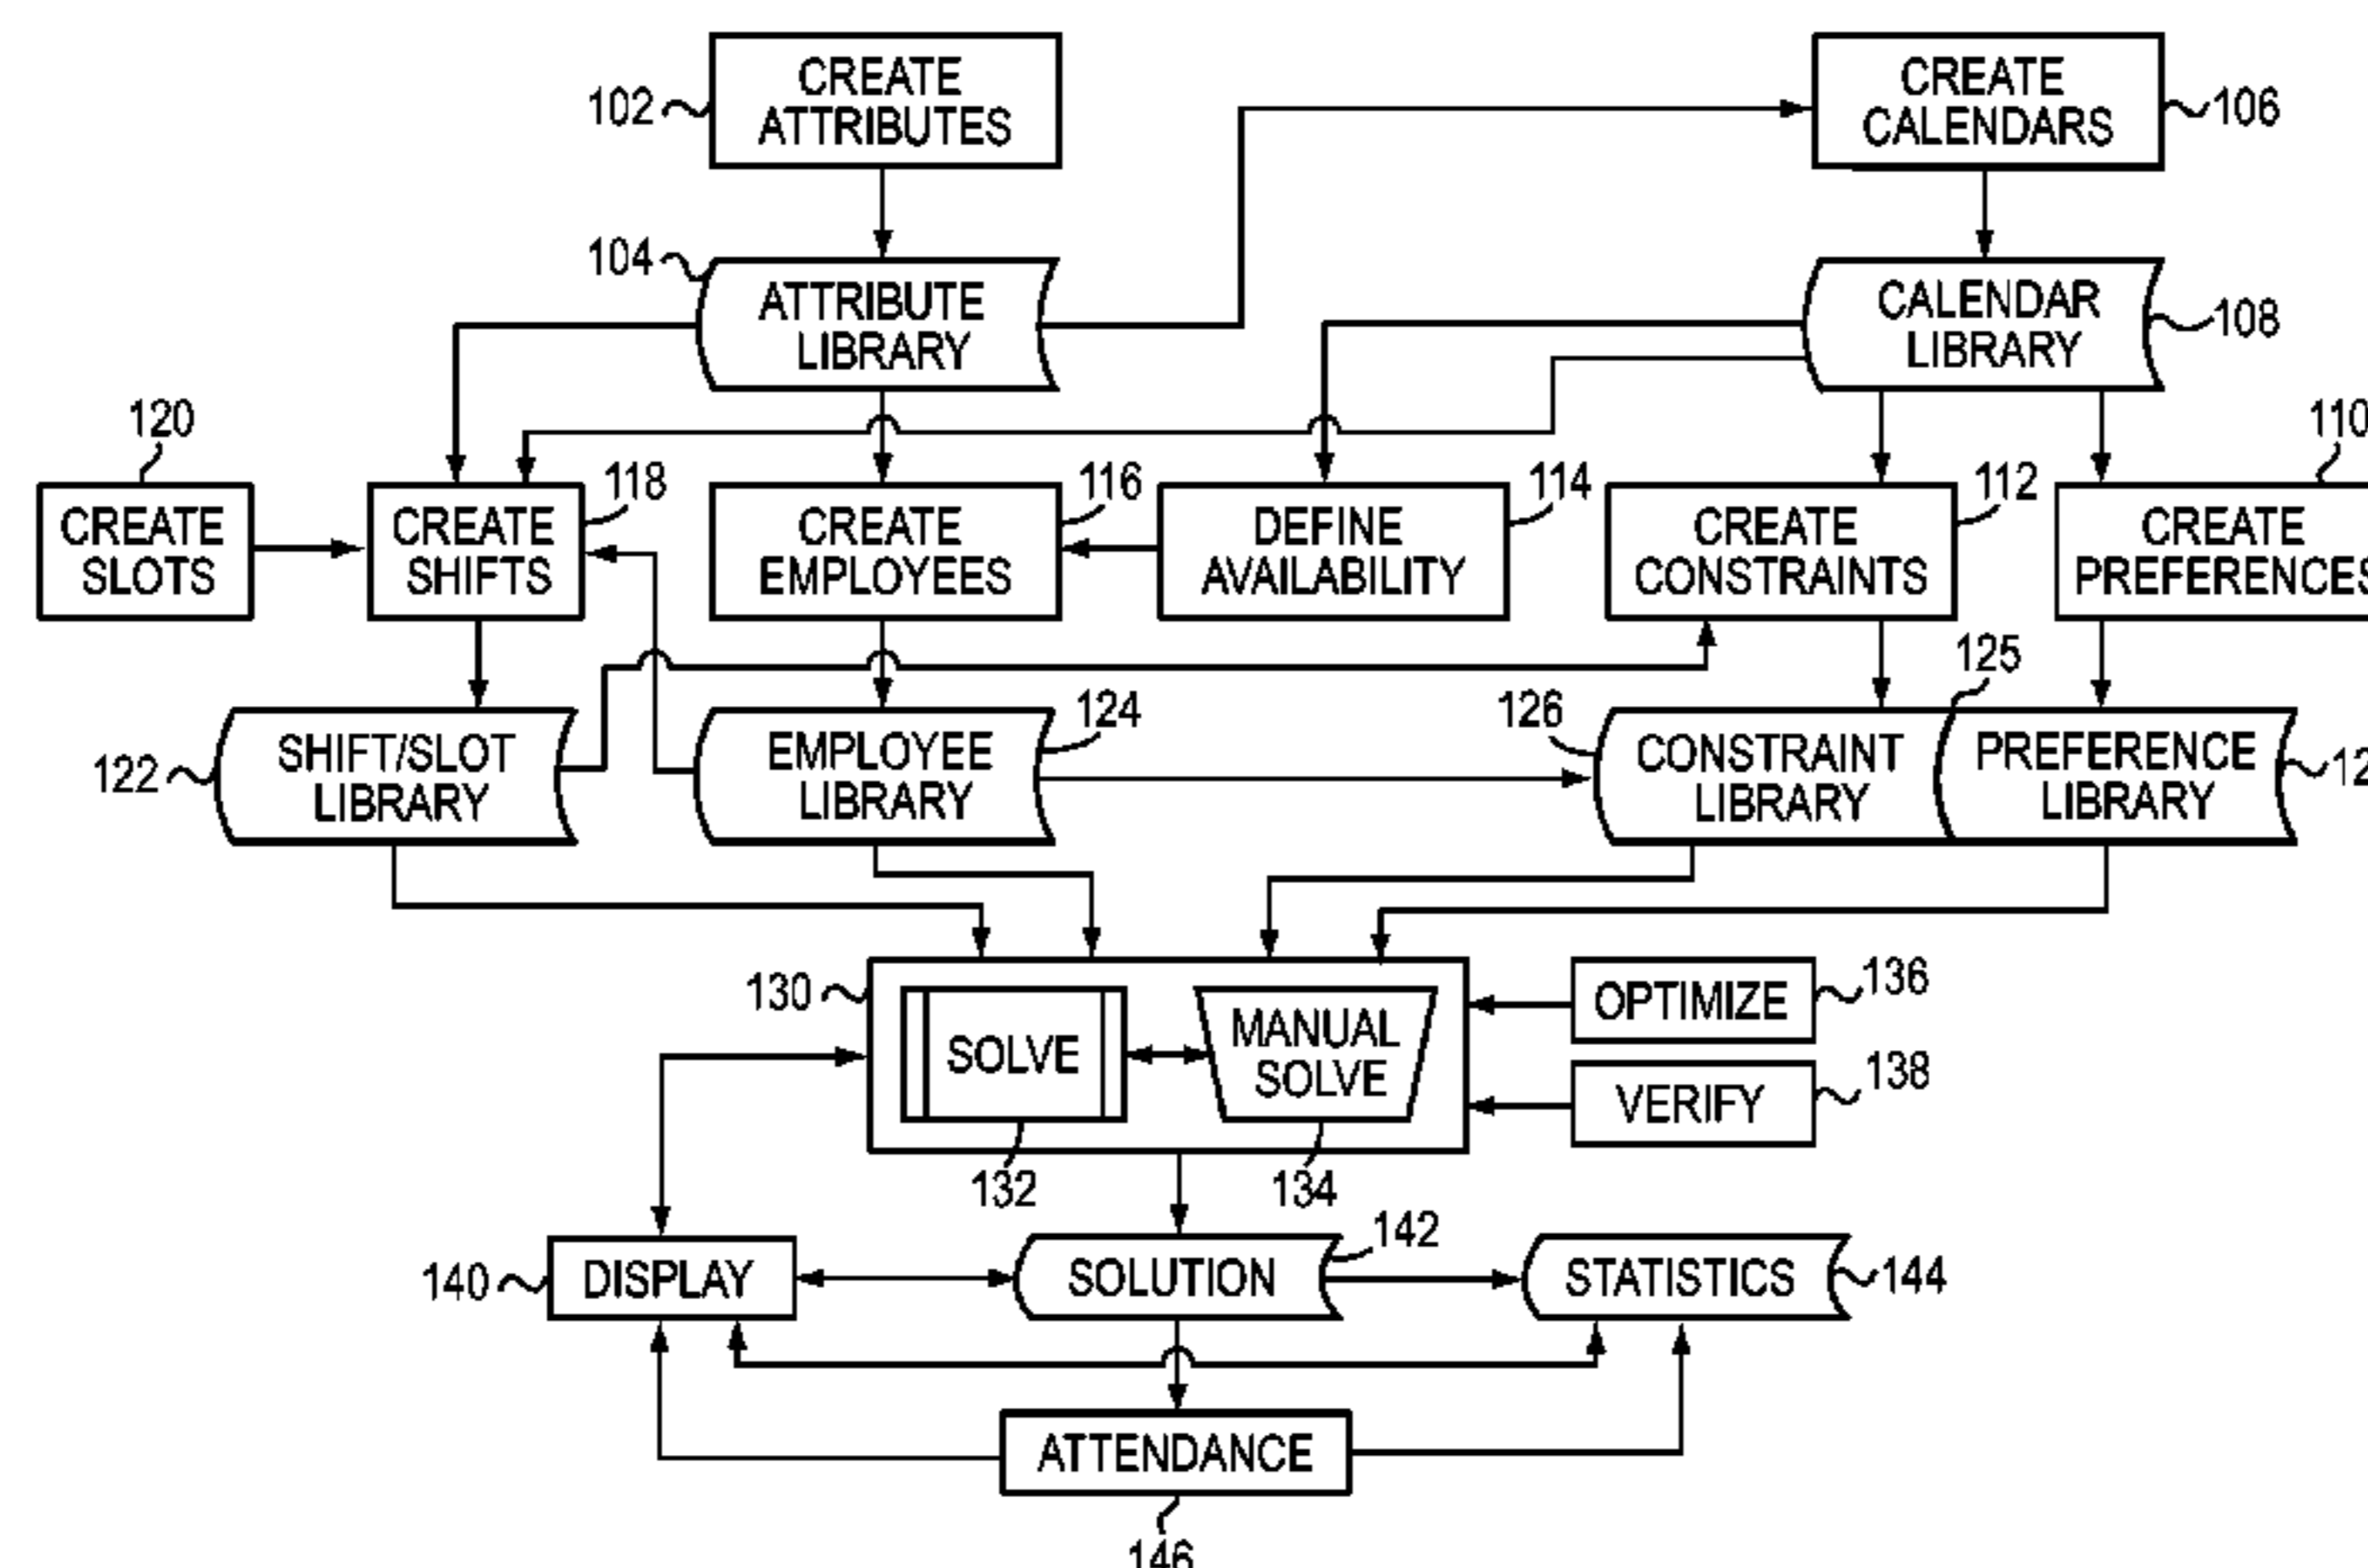 CREATE
ATTRIBUTES
102
CREATE
CALENDARS
106
104
ATTRIBUTE
LIBRARY
CALENDAR
LIBRARY
108
120
118
116
114
112
110
CREATE
SLOTS
CREATE
SHIFTS
CREATE
EMPLOYEES
DEFINE
AVAILABILITY
CREATE
CONSTRAINTS
CREATE
PREFERENCES
122
SHIFT/SLOT
LIBRARY
124
EMPLOYEE
LIBRARY
126
125
CONSTRAINT
LIBRARY
PREFERENCE
LIBRARY
130
SOLVE
132
MANUAL
SOLVE
134
OPTIMIZE
136
VERIFY
138
140
DISPLAY
SOLUTION
142
STATISTICS
144
ATTENDANCE
146